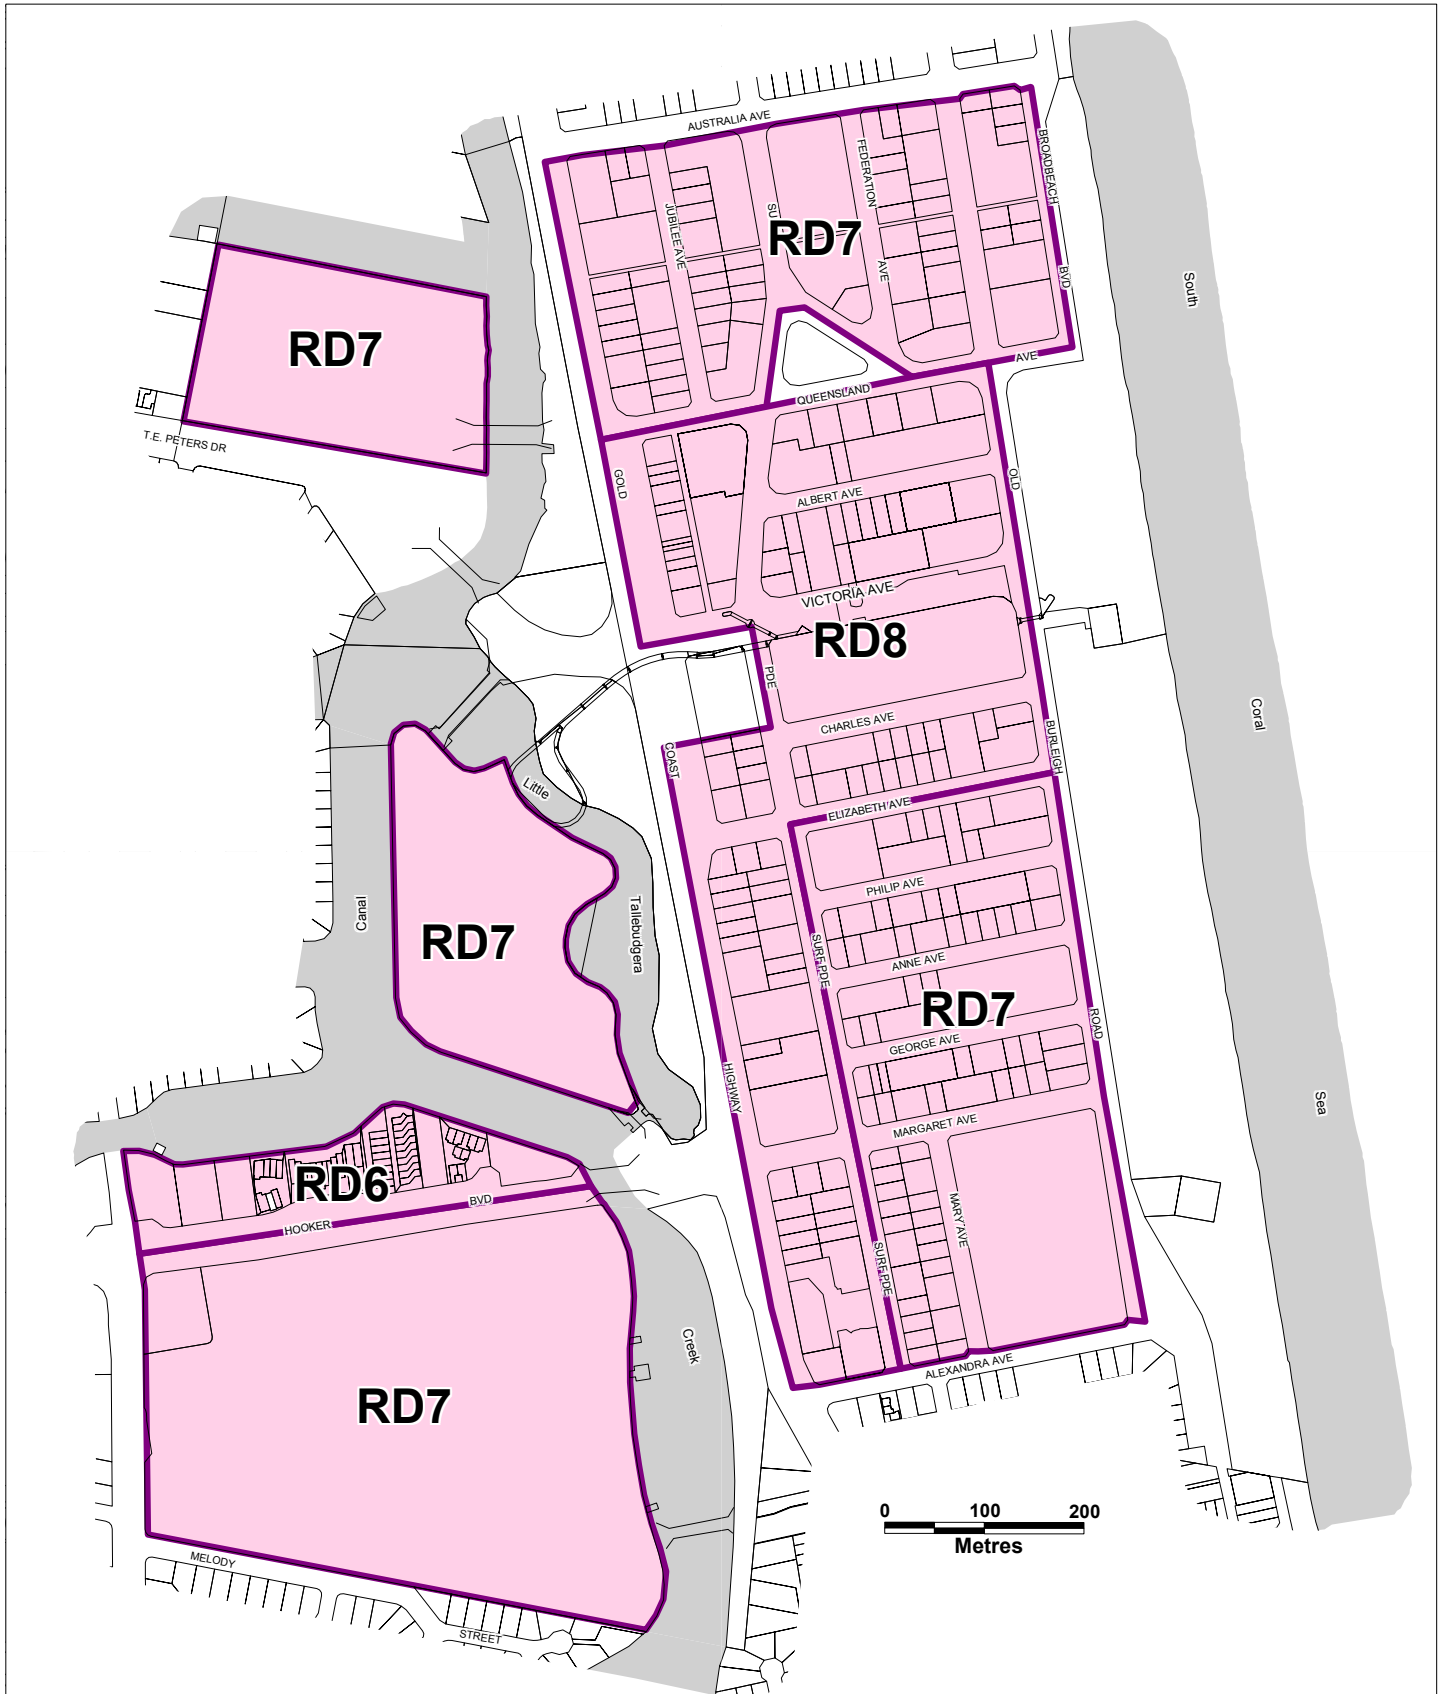 AUSTRALIA AVE
BROADBEACH
FEDERATION
JUBILEE AVE
SU
RD7
AVE
BVD
South
RD7
AVE
QUEENSLAND
T.E. PETERS DR
GOLD
OLD
ALBERT AVE
VICTORIA AVE
RD8
PDE
Coral
CHARLES AVE
BURLEIGH
COAST
Little
ELIZABETH AVE
PHILIP AVE
Canal
RD7
Tallebudgera
SURF PDE
ANNE AVE
RD7
ROAD
GEORGE AVE
HIGHWAY
Sea
MARGARET AVE
RD6
BVD
HOOKER
MARY AVE
SURF PDE
Creek
ALEXANDRA AVE
RD7
0 100 200
Metres
MELODY
STREET